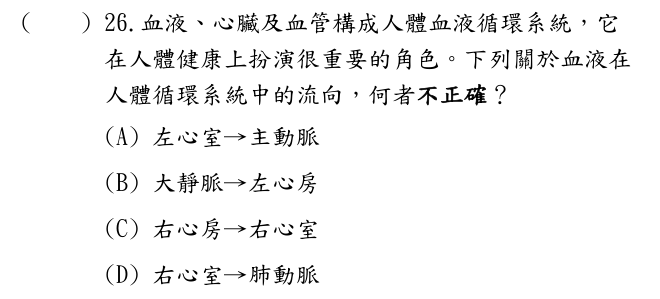 （　　）26.血液、心臟及血管構成人體血液循環系統，它
在人體健康上扮演很重要的角色。下列關於血液在
人體循環系統中的流向，何者不正確？
(A) 左心室→主動脈
(B) 大靜脈→左心房
(C) 右心房→右心室
(D) 右心室→肺動脈